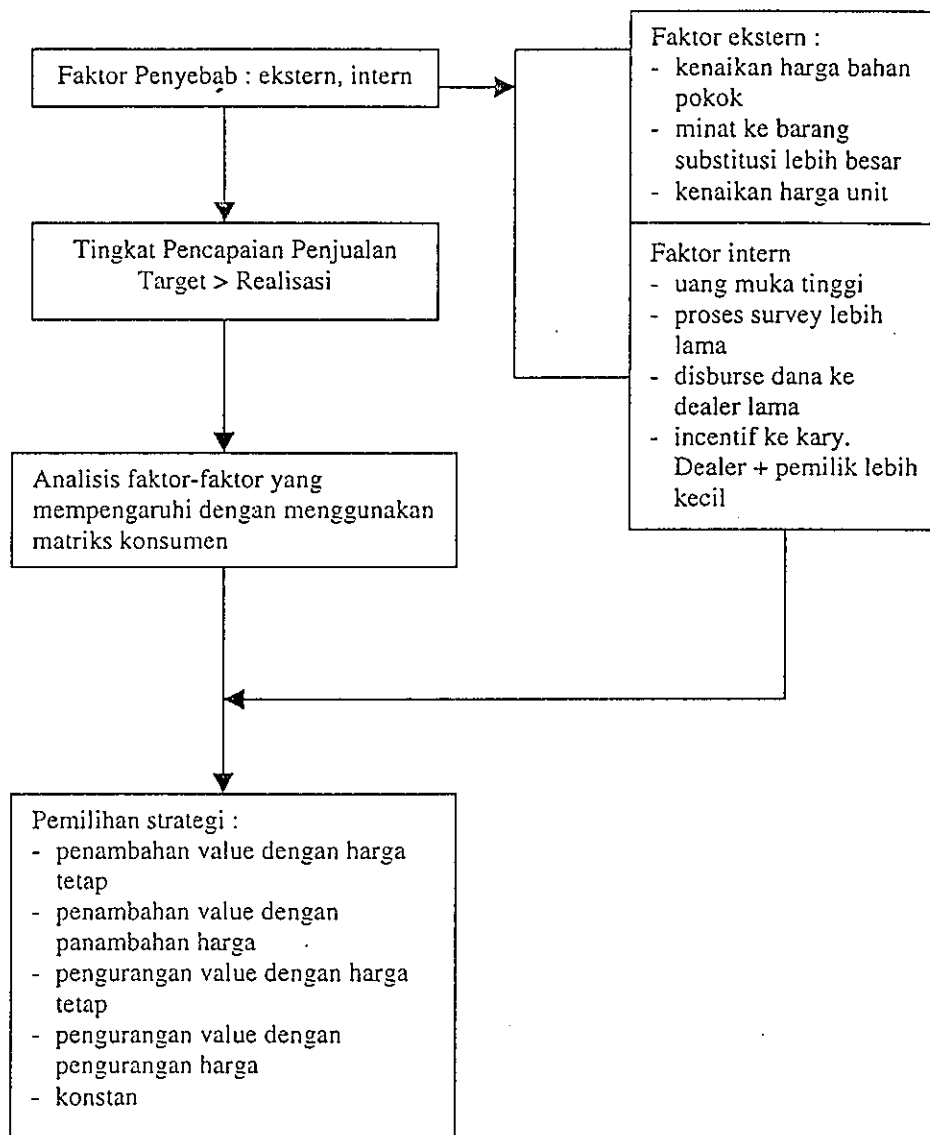 Faktor Penyebab : ekstern, intern
Faktor ekstern :
- kenaikan harga bahan
pokok
- minat ke barang
substitusi lebih besar
- kenaikan harga unit
Tingkat Pencapaian Penjualan
Target > Realisasi
Faktor intern
- uang muka tinggi
- proses survey lebih
lama
- disburse dana ke
dealer lama
- incentif ke kary.
Dealer + pemilik lebih
kecil
Analisis faktor-faktor yang
mempengaruhi dengan menggunakan
matriks konsumen
Pemilihan strategi :
- penambahan value dengan harga
tetap
- penambahan value dengan
panambahan harga
- pengurangan value dengan harga
tetap
- pengurangan value dengan
pengurangan harga
- konstan